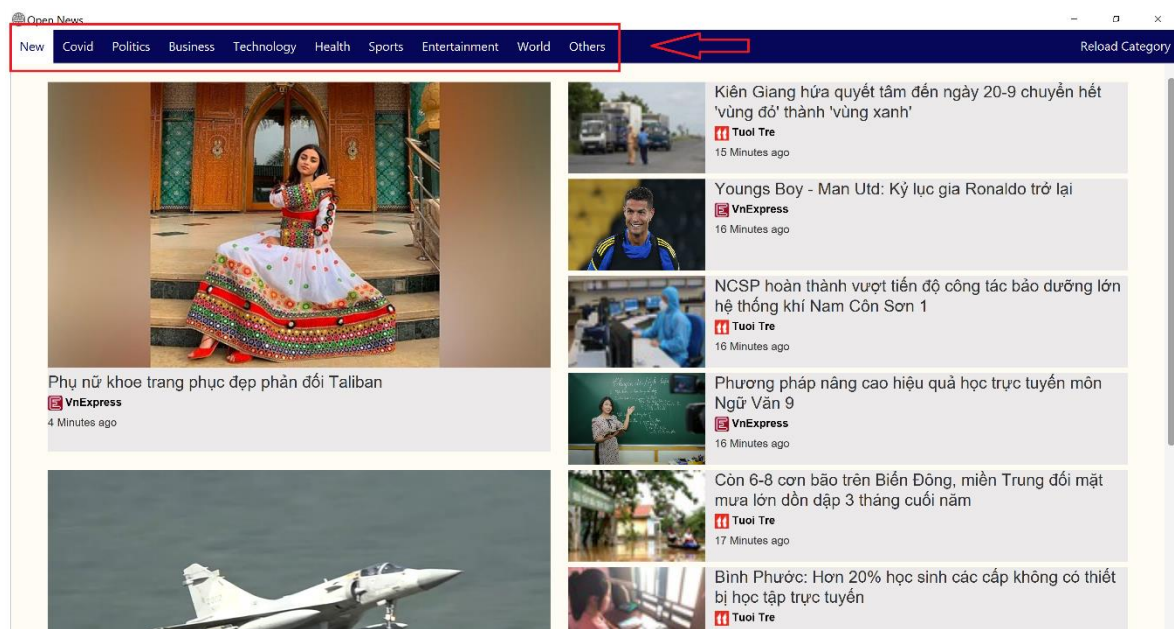 Open News
New Covid Politics Business Technology Health Sports Entertainment World Others
Reload Category
Phụ nữ khoe trang phục đẹp phản đối Taliban
VnExpress
4 Minutes ago
Kiên Giang hứa quyết tâm đến ngày 20-9 chuyển hết
'vùng đỏ' thành 'vùng xanh'
Tuoi Tre
15 Minutes ago
Youngs Boy - Man Utd: Kỷ lục gia Ronaldo trở lại
VnExpress
16 Minutes ago
NCSP hoàn thành vượt tiến độ công tác bảo dưỡng lớn
hệ thống khí Nam Côn Sơn 1
Tuoi Tre
16 Minutes ago
Phương pháp nâng cao hiệu quả học trực tuyến môn
Ngữ Văn 9
VnExpress
16 Minutes ago
Còn 6-8 cơn bão trên Biển Đông, miền Trung đối mặt
mưa lớn dồn dập 3 tháng cuối năm
Tuoi Tre
17 Minutes ago
Bình Phước: Hơn 20% học sinh các cấp không có thiết
bị học tập trực tuyến
Tuoi Tre